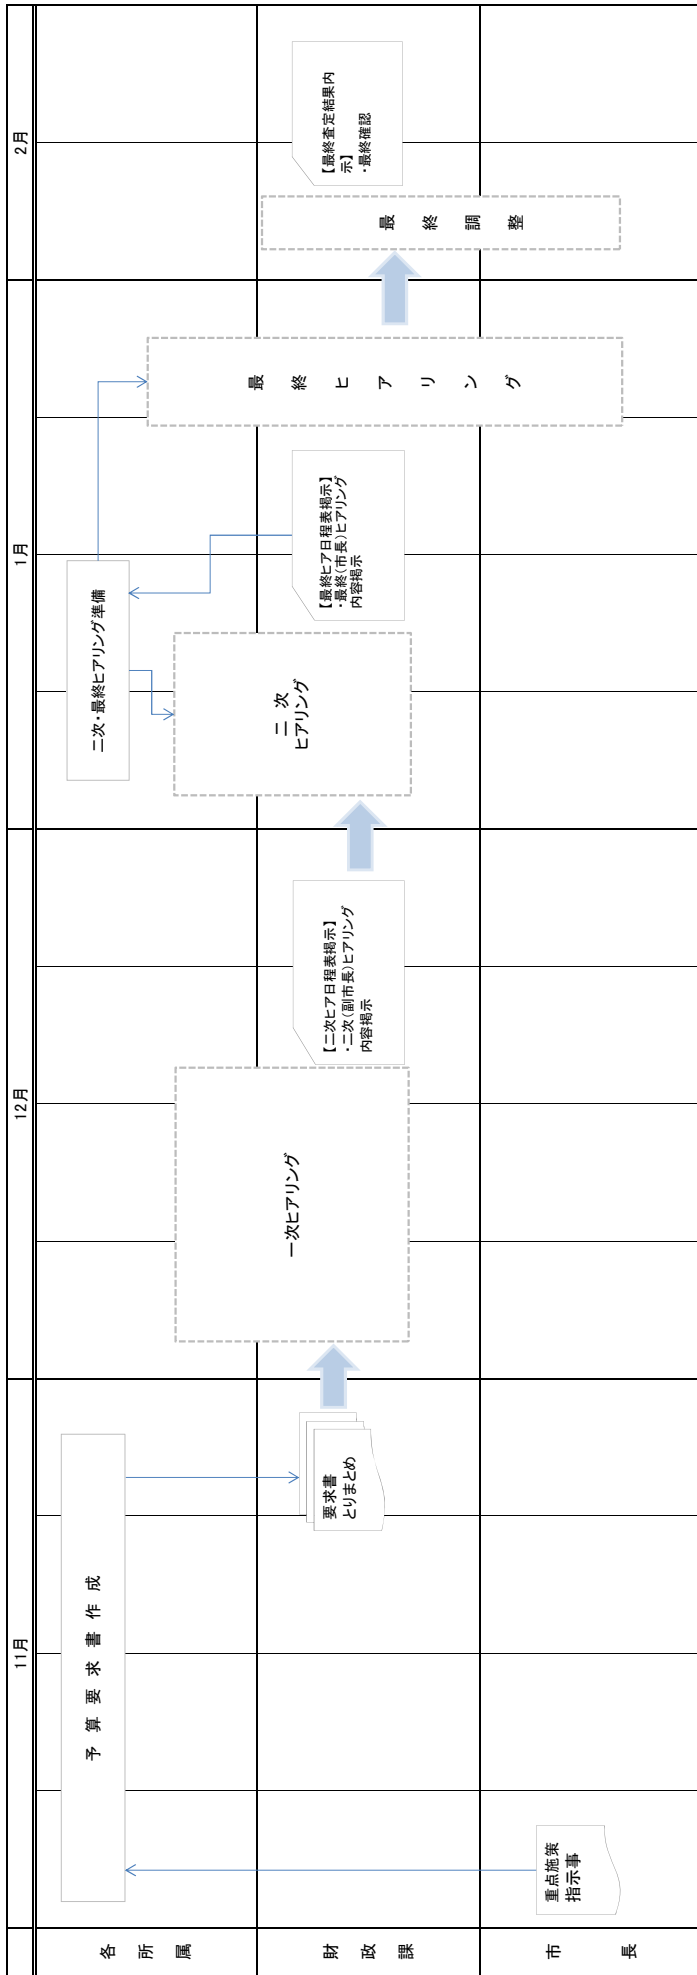 11月
12月
1月
2月
各所属
予算要求書作成
二次・最終ヒアリング準備
財政課
要求書
とりまとめ
一次ヒアリング
【二次ヒア日程表掲示】
・二次（副市長）ヒアリング
内容掲示
二次
ヒアリング
【最終ヒア日程表掲示】
・最終（市長）ヒアリング
内容掲示
最終ヒアリング
最終調整
【最終査定結果内
示】
・最終確認
市長
重点施策
指示事